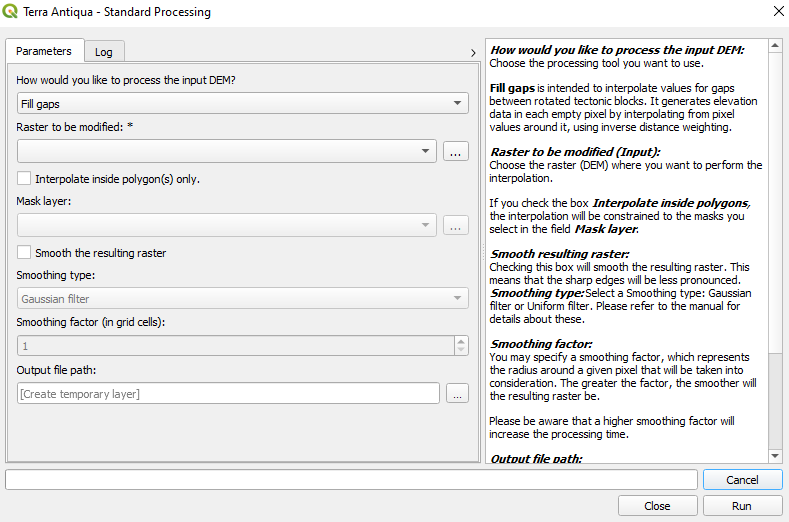 Terra Antiqua - Standard Processing
Parameters
Log
How would you like to process the input DEM?
Fill gaps
Raster to be modified: *
...
Interpolate inside polygon(s) only.
Mask layer:
...
Smooth the resulting raster
Smoothing type:
Gaussian filter
Smoothing factor (in grid cells):
1
Output file path:
[Create temporary layer]
...
How would you like to process the input DEM:
Choose the processing tool you want to use.
Fill gaps is intended to interpolate values for gaps
between rotated tectonic blocks. It generates elevation
data in each empty pixel by interpolating from pixel
values around it, using inverse distance weighting.
Raster to be modified (Input):
Choose the raster (DEM) where you want to perform the
interpolation.
If you check the box Interpolate inside polygons,
the interpolation will be constrained to the masks you
select in the field Mask layer.
Smooth resulting raster:
Checking this box will smooth the resulting raster. This
means that the sharp edges will be less pronounced.
Smoothing type:Select a Smoothing type: Gaussian
filter or Uniform filter. Please refer to the manual for
details about these.
Smoothing factor:
You may specify a smoothing factor, which represents
the radius around a given pixel that will be taken into
consideration. The greater the factor, the smoother will
the resulting raster be.
Please be aware that a higher smoothing factor will
increase the processing time.
Output file path:
Cancel
Close
Run